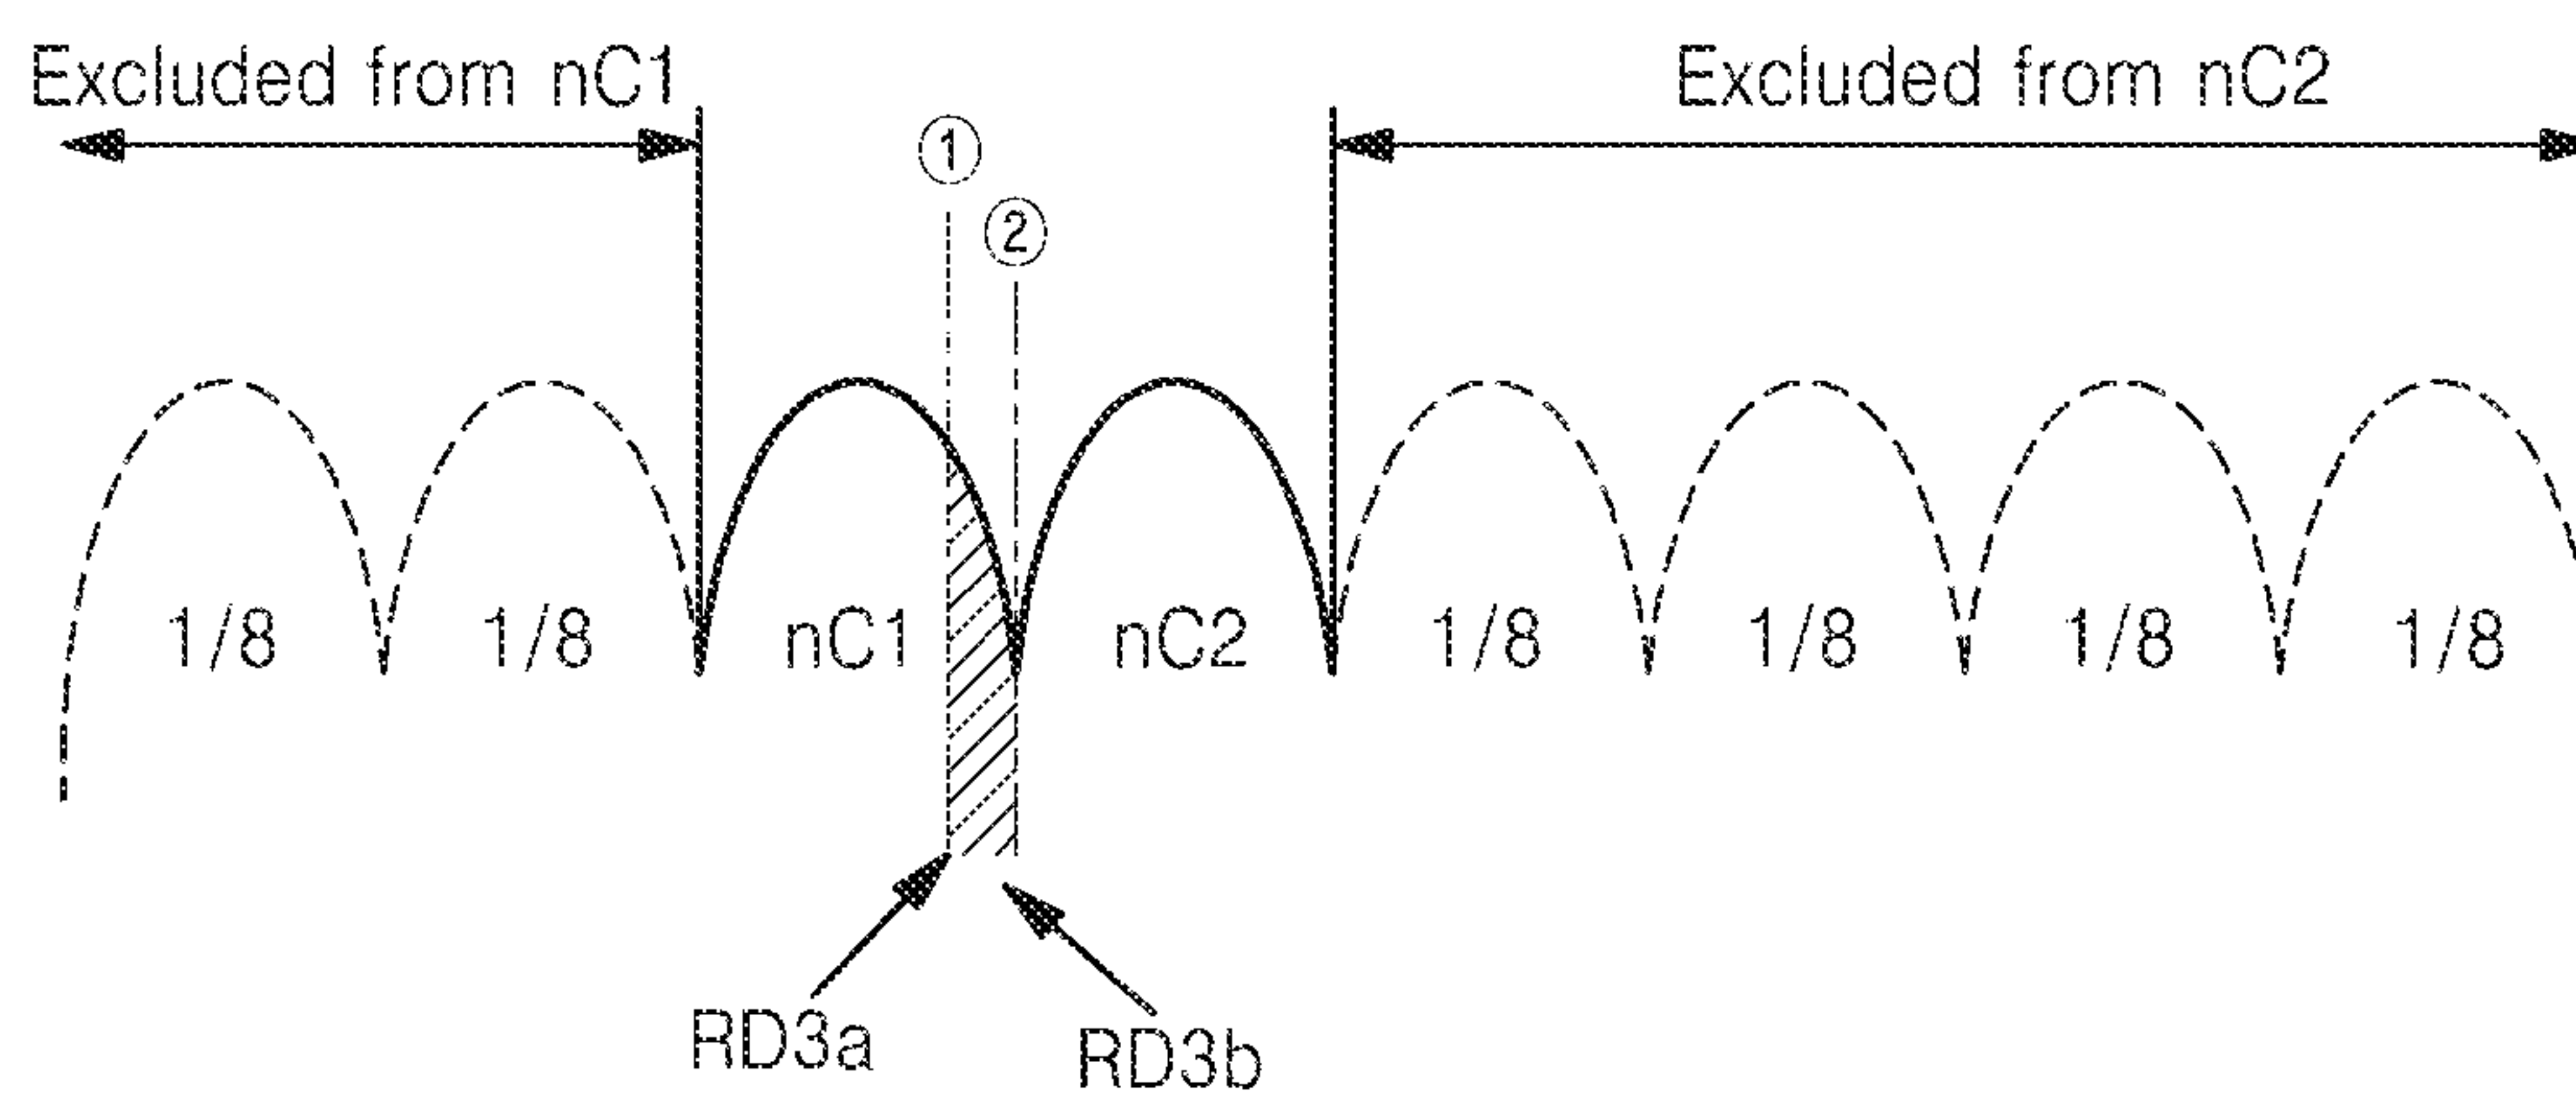 Excluded from nC1
Excluded from nC2
①
②
1/8 1/8 nC1 nC2 1/8 1/8 1/8 1/8
RD3a
RD3b